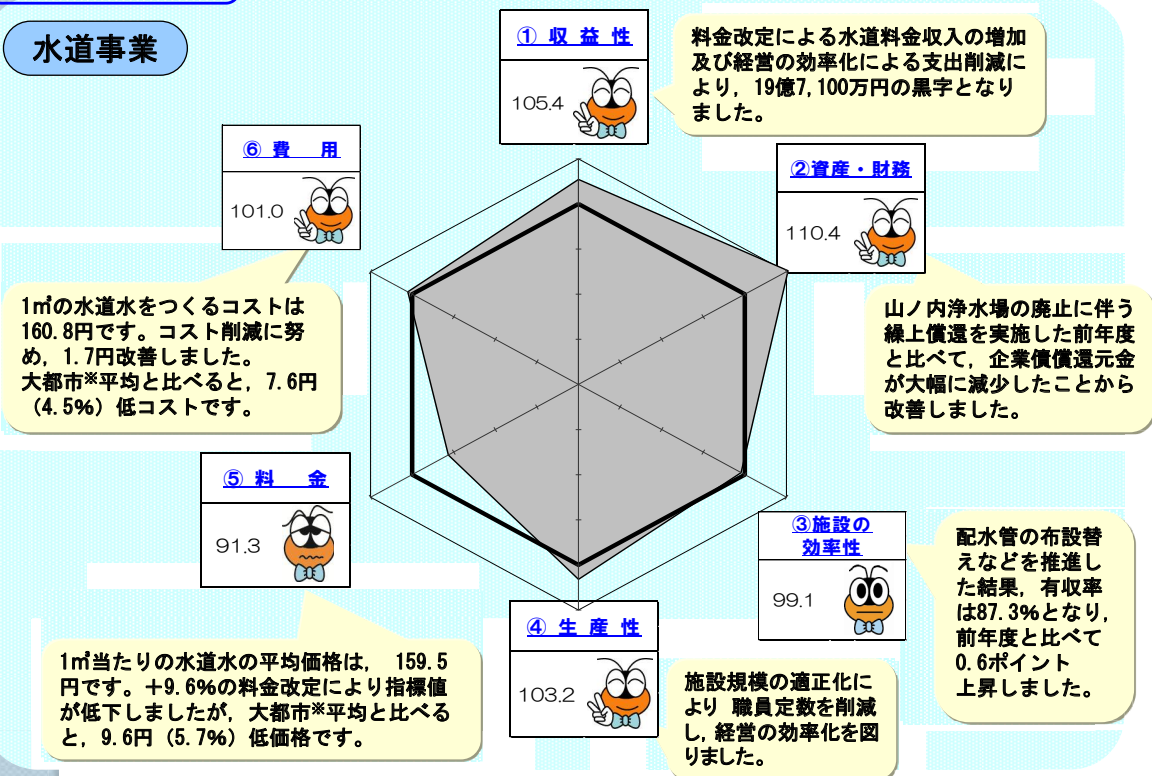 水道事業
① 収 益 性
105.4
料金改定による水道料金収入の増加
及び経営の効率化による支出削減に
より，19億7,100万円の黒字となり
ました。
②資産・財務
110.4
山ノ内浄水場の廃止に伴う
繰上償還を実施した前年度
と比べて，企業債償還元金
が大幅に減少したことから
改善しました。
③施設の
効率性
99.1
配水管の布設替
えなどを推進し
た結果，有収率
は87.3%となり，
前年度と比べて
0.6ポイント
上昇しました。
④ 生 産 性
103.2
施設規模の適正化に
より 職員定数を削減
し，経営の効率化を図
りました。
⑤ 料　金
91.3
1㎥当たりの水道水の平均価格は， 159.5
円です。＋9.6%の料金改定により指標値
が低下しましたが，大都市※平均と比べる
と，9.6円（5.7%）低価格です。
⑥ 費　用
101.0
1㎥の水道水をつくるコストは
160.8円です。コスト削減に努
め，1.7円改善しました。
大都市※平均と比べると，7.6円
（4.5%）低コストです。